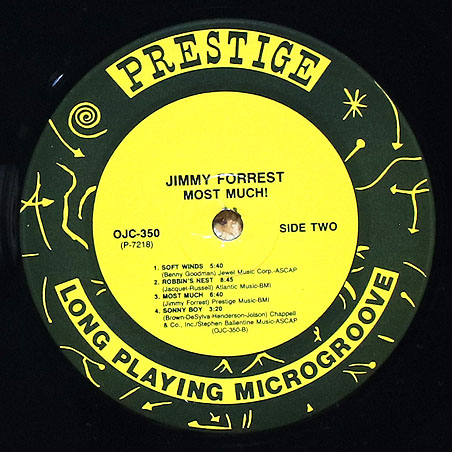 PRESTIGE
JIMMY FORREST
MOST MUCH!
OJC-350
(P-7218)
SIDE TWO
1. SOFT WINDS 5:40
(Benny Goodman) Jewel Music Corp.-ASCAP
2. ROBBIN'S NEST 8:45
(Jacquet-Russell) Atlantic Music-BMI
3. MOST MUCH 6:40
(Jimmy Forrest) Prestige Music-BMI
4. SONNY BOY 3:20
(Brown-DeSylva Henderson-Jolson) Chappell
& Co., Inc./Stephen Ballentine Music-ASCAP
(OJC-350-B)
LONG PLAYING MICROGROOVE